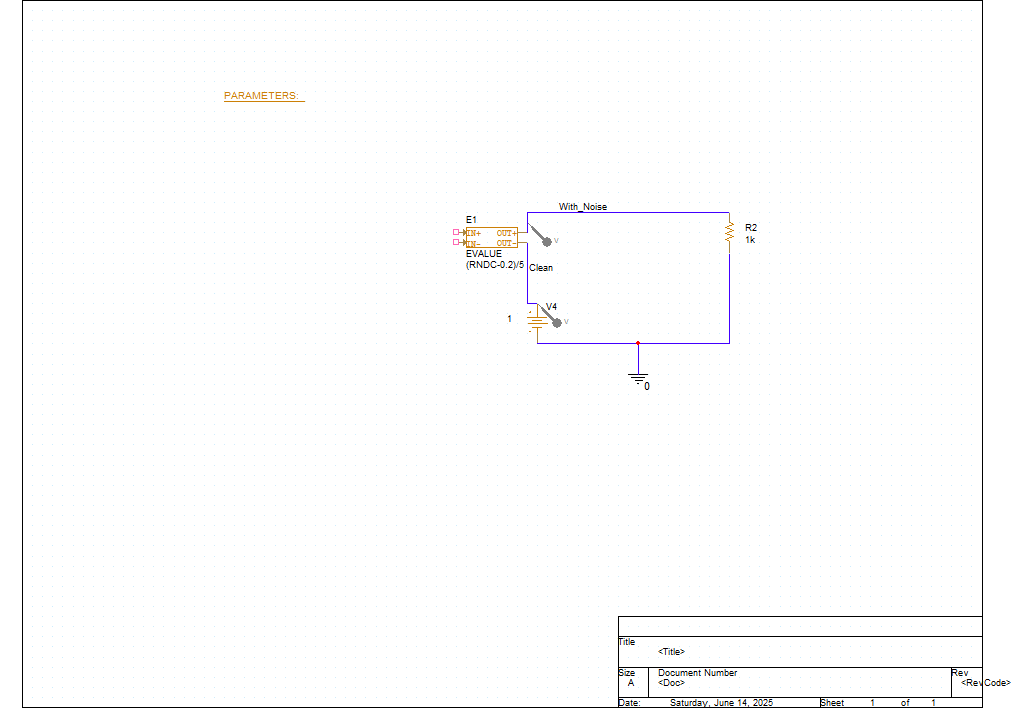 PARAMETERS:
With_Noise
E1
IN+ OUT+
IN- OUT-
EVALUE
(RNDC-0.2)/5
V
R2
1k
Clean
V4
1
V
0
Title
<Title>
Size
A
Document Number
<Doc>
Rev
<RevCode>
Date: Saturday, June 14, 2025 Sheet 1 of 1